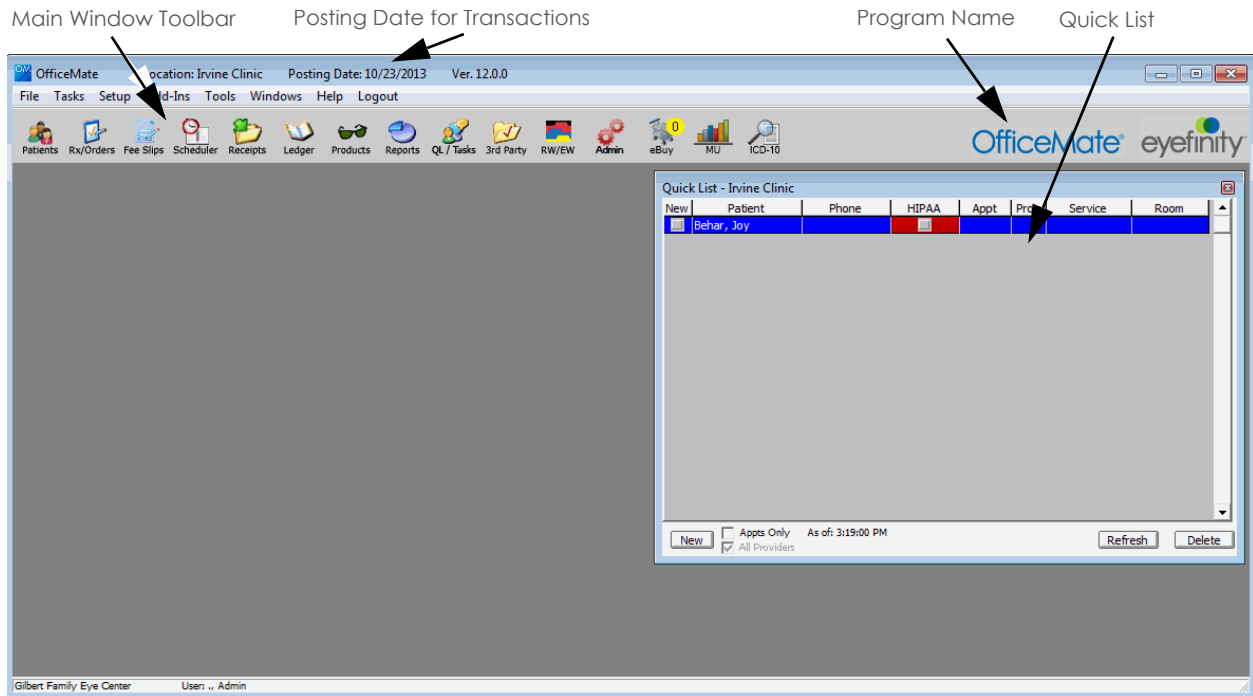 Main Window Toolbar Posting Date for Transactions Program Name Quick List
OfficeMate ocation: Irvine Clinic Posting Date: 10/23/2013 Ver. 12.0.0
File Tasks Setup dd-Ins Tools Windows Help Logout
0
Patients Rx/Orders Fee Slips Scheduler Receipts Ledger Products Reports QL / Tasks 3rd Party RW/EW Admin eBuy MU ICD-10
OfficeMate® eyefinity
Quick List - Irvine Clinic
New Patient Phone HIPAA Appt Pro Service Room
Behar, Joy
New Appts Only As of: 3:19:00 PM Refresh Delete
All Providers
Gilbert Family Eye Center User: ., Admin